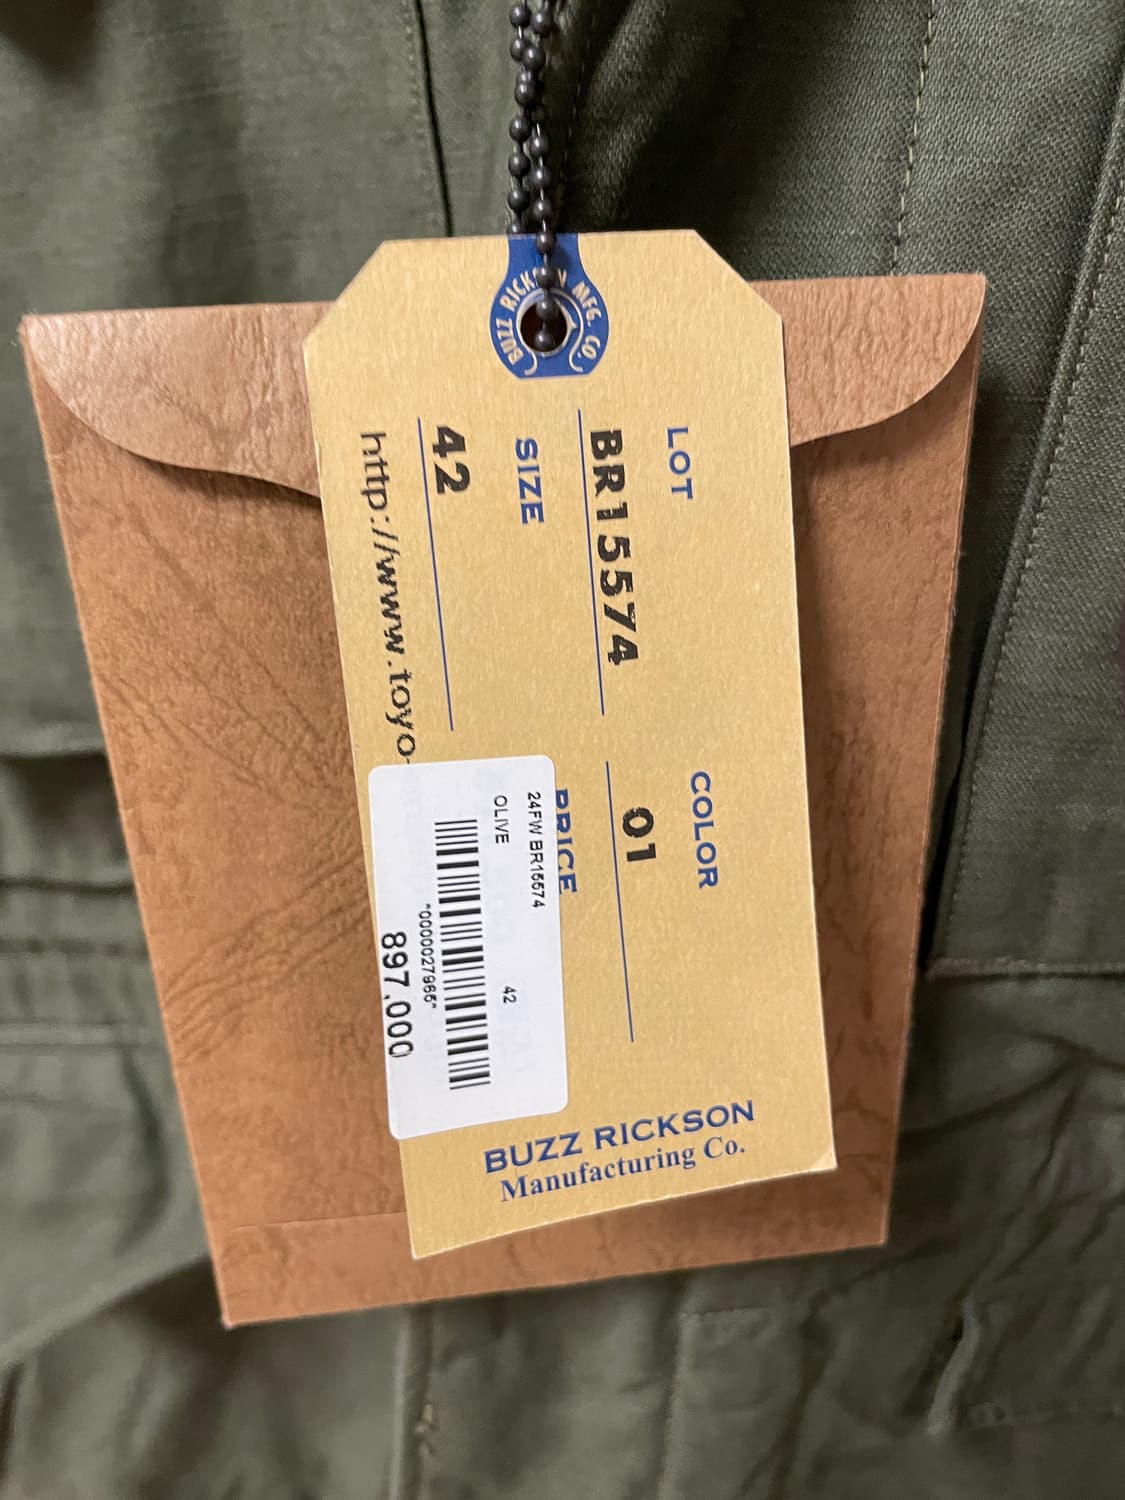 BUZZ RICKSON MFG. CO.
LOT
BR15574
COLOR
01
SIZE
42
PRICE
http://www.toyo-
24FW BR15574
OLIVE 42
*0000027965*
897,000
BUZZ RICKSON
Manufacturing Co.